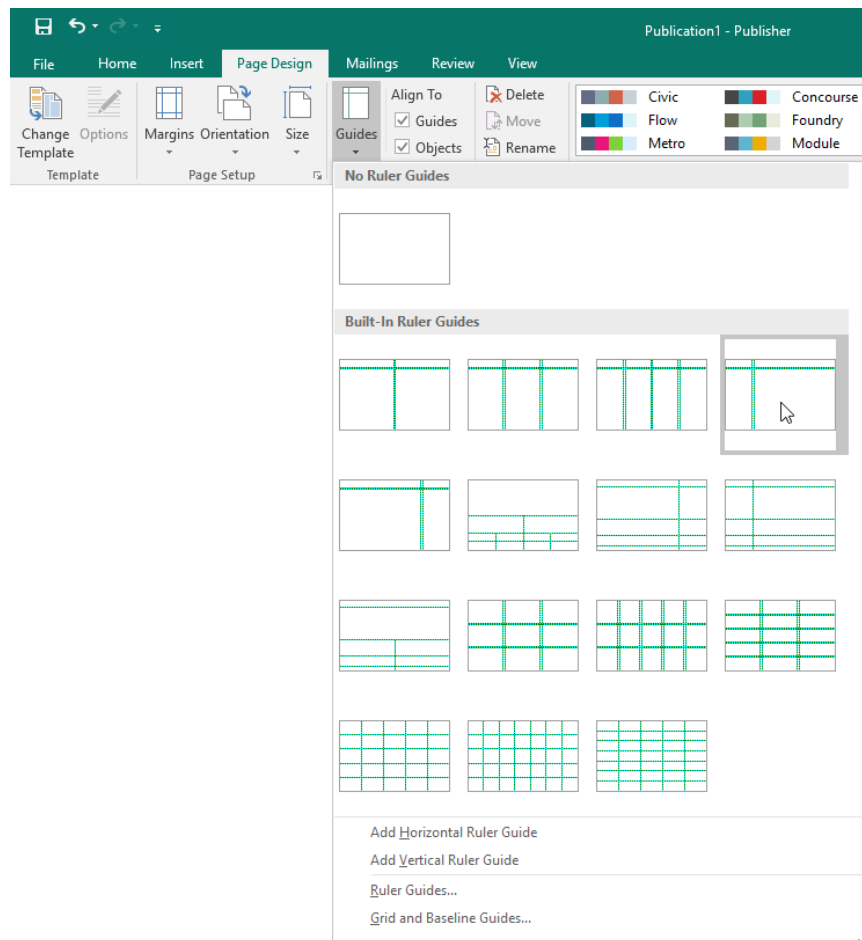 Publication1 - Publisher
File Home Insert Page Design Mailings Review View
Change Template
Options
Margins
Orientation
Size
Guides
Align To
Guides
Objects
Delete
Move
Rename
Civic
Flow
Metro
Concourse
Foundry
Module
Template
Page Setup
No Ruler Guides
Built-In Ruler Guides
Add Horizontal Ruler Guide
Add Vertical Ruler Guide
Ruler Guides...
Grid and Baseline Guides...